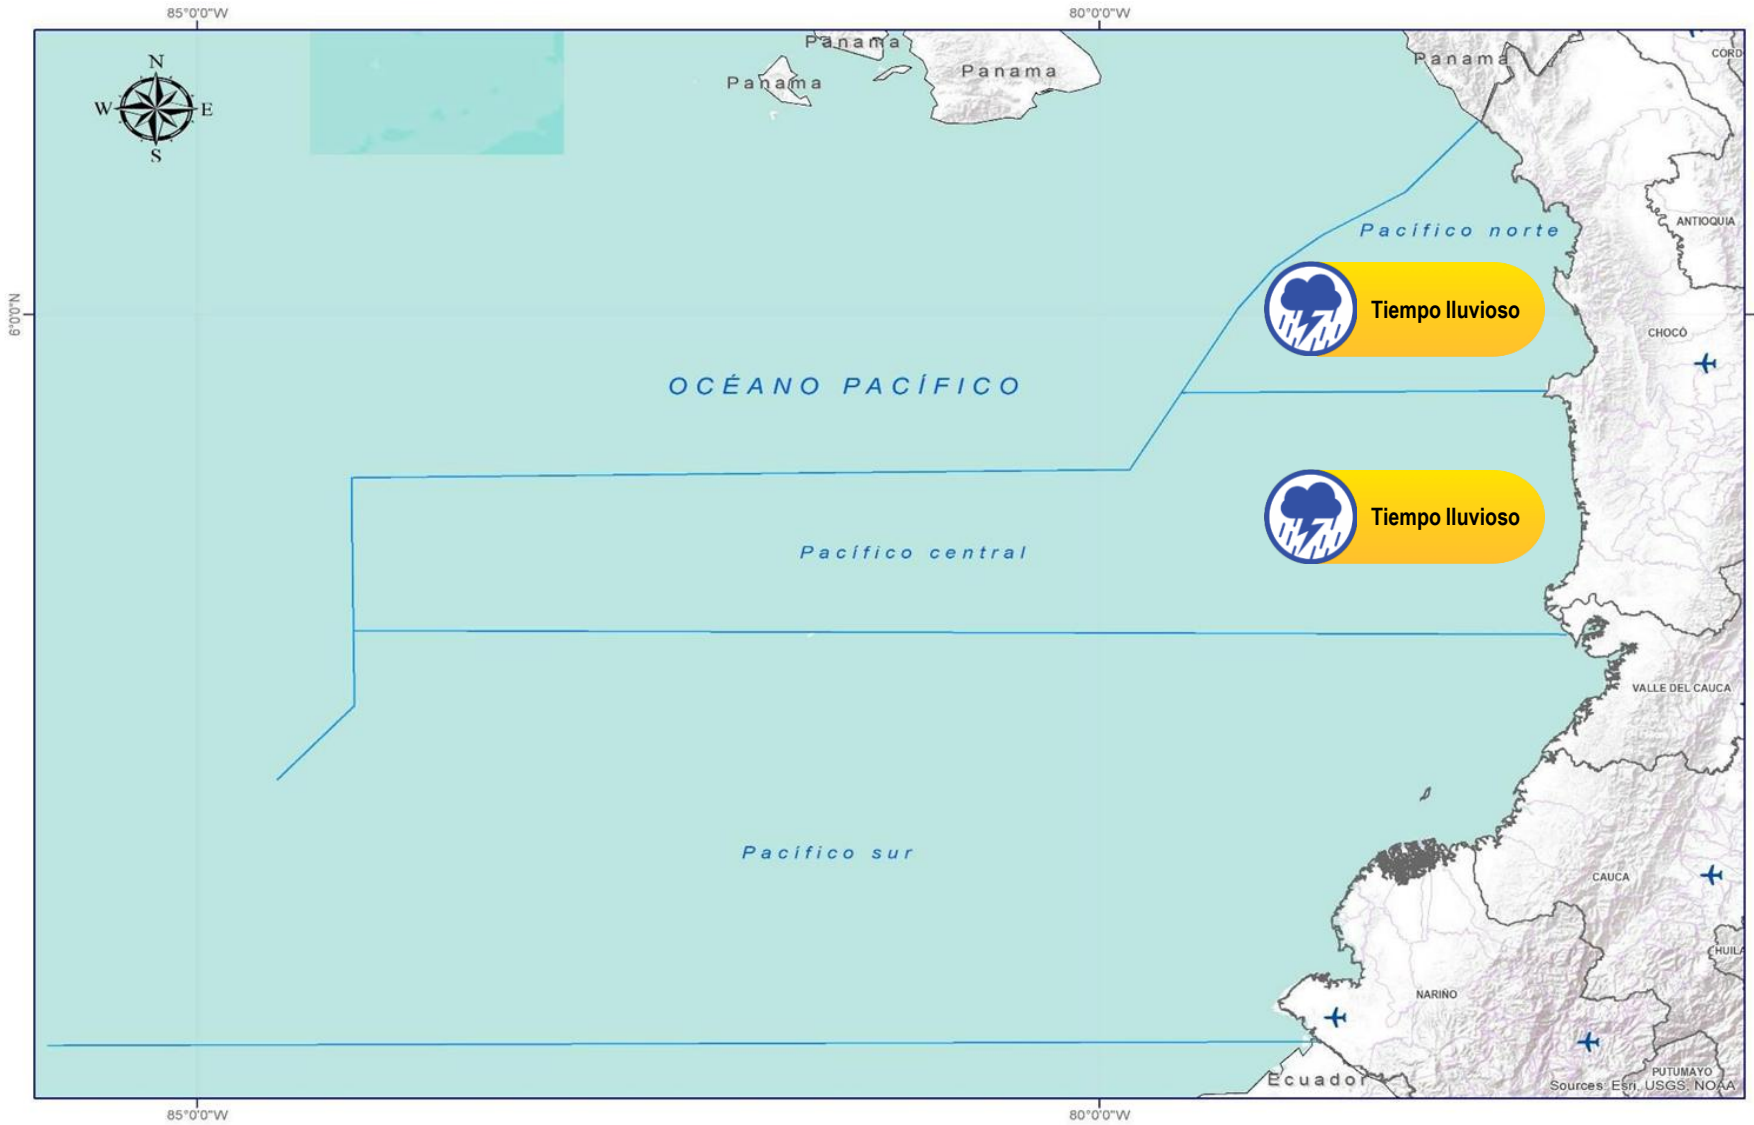 85°0'0"W
80°0'0"W
N
W
E
S
Panama
Panama
Panama
Panama
CORD
ANTIOQUIA
Pacífico norte
6°0'0"N
Tiempo lluvioso
CHOCÓ
OCÉANO PACÍFICO
Tiempo lluvioso
Pacífico central
VALLE DEL CAUCA
Pacífico sur
CAUCA
HUILA
NARIÑO
PUTUMAYO
Ecuador
Sources: Esri, USGS, NOAA
85°0'0"W
80°0'0"W